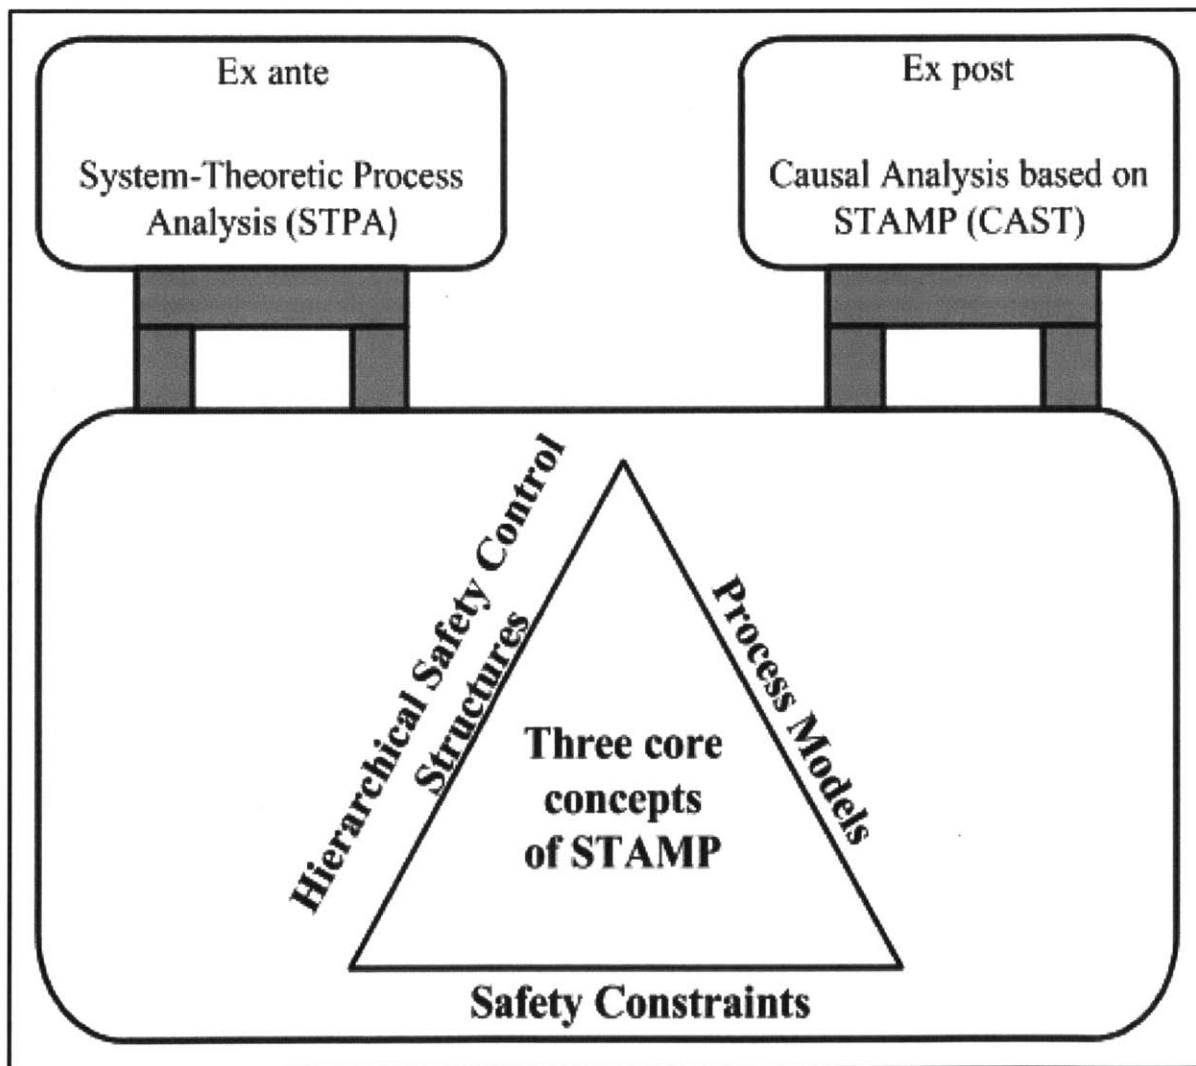 Ex ante
System-Theoretic Process
Analysis (STPA)
Ex post
Causal Analysis based on
STAMP (CAST)
Hierarchical Safety Control
Structures
Process Models
Three core
concepts
of STAMP
Safety Constraints